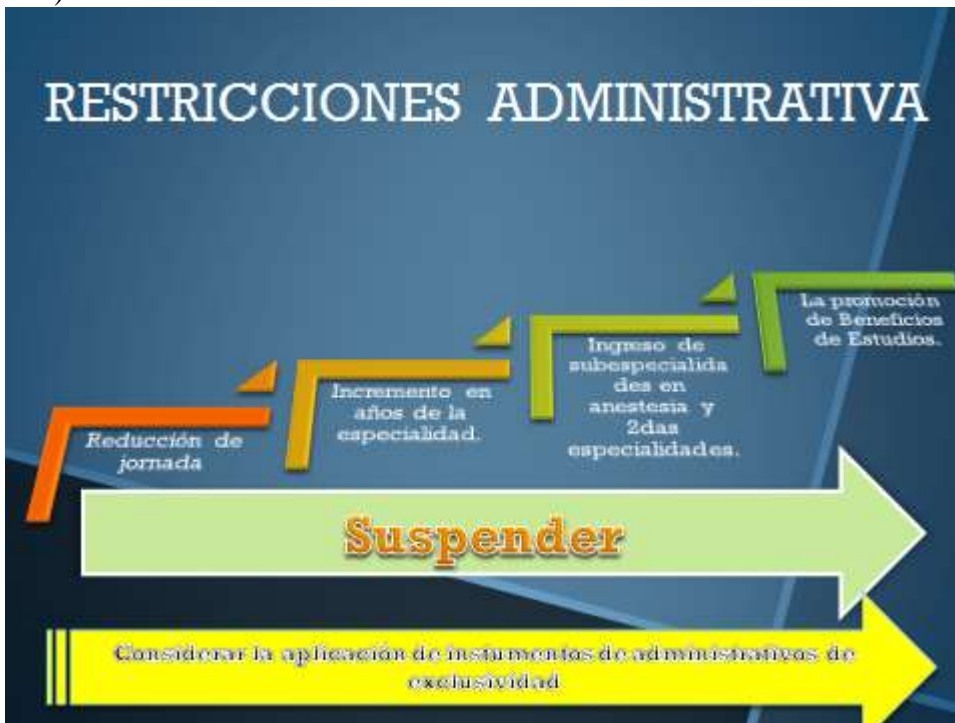 RESTRICCIONES ADMINISTRATIVA
Reducción de
jornada
Incremento en
años de la
especialidad.
Ingreso de
subespecialida
des en
anestesia y
2das
especialidades.
La promoción
de Beneficios
de Estudios.
Suspender
Considerar la aplicación de instumentos de administrativos de
exclusividad